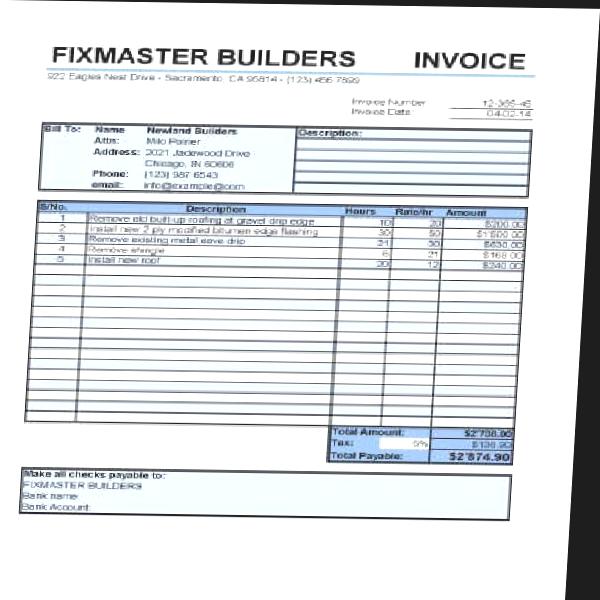 FIXMASTER BUILDERS INVOICE
922 Eagles Nest Drive - Sacramento, CA 95814 - (123) 456 7899
Invoice Number 12-365-45
Invoice Date 04-02-14
Bill To: Name Newland Builders Description:
Attn: Milo Painer
Address: 2021 Jadewood Drive
Chicago, IN 60606
Phone: (123) 987 6543
email: info@example@com
S/No. Description Hours Rate/hr Amount
1 Remove old built-up roofing at gravel drip edge 10 20 $200.00
2 Install new 2 ply modified bitumen edge flashing 30 50 $1'500.00
3 Remove existing metal eave drip 21 30 $630.00
4 Remove shingle 8 21 $168.00
5 Install new roof 20 12 $240.00
Total Amount: $2'738.00
Tax: 5% $136.90
Total Payable: $2'874.90
Make all checks payable to:
FIXMASTER BUILDERS
Bank name
Bank Account